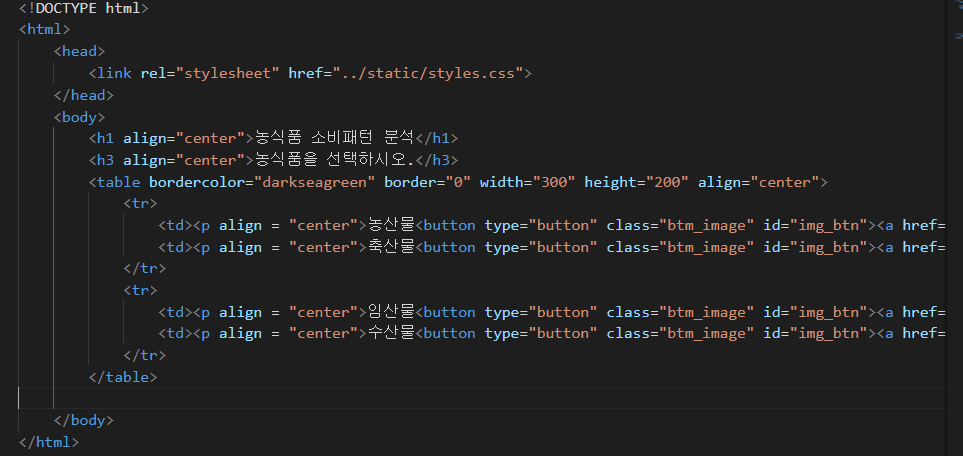 <!DOCTYPE html>
<html>
<head>
<link rel="stylesheet" href="../static/styles.css">
</head>
<body>
<h1 align="center">농식품 소비패턴 분석</h1>
<h3 align="center">농식품을 선택하시오.</h3>
<table bordercolor="darkseagreen" border="0" width="300" height="200" align="center">
<tr>
<td><p align = "center">농산물<button type="button" class="btm_image" id="img_btn"><a href=
<td><p align = "center">축산물<button type="button" class="btm_image" id="img_btn"><a href=
</tr>
<tr>
<td><p align = "center">임산물<button type="button" class="btm_image" id="img_btn"><a href=
<td><p align = "center">수산물<button type="button" class="btm_image" id="img_btn"><a href=
</tr>
</table>
</body>
</html>